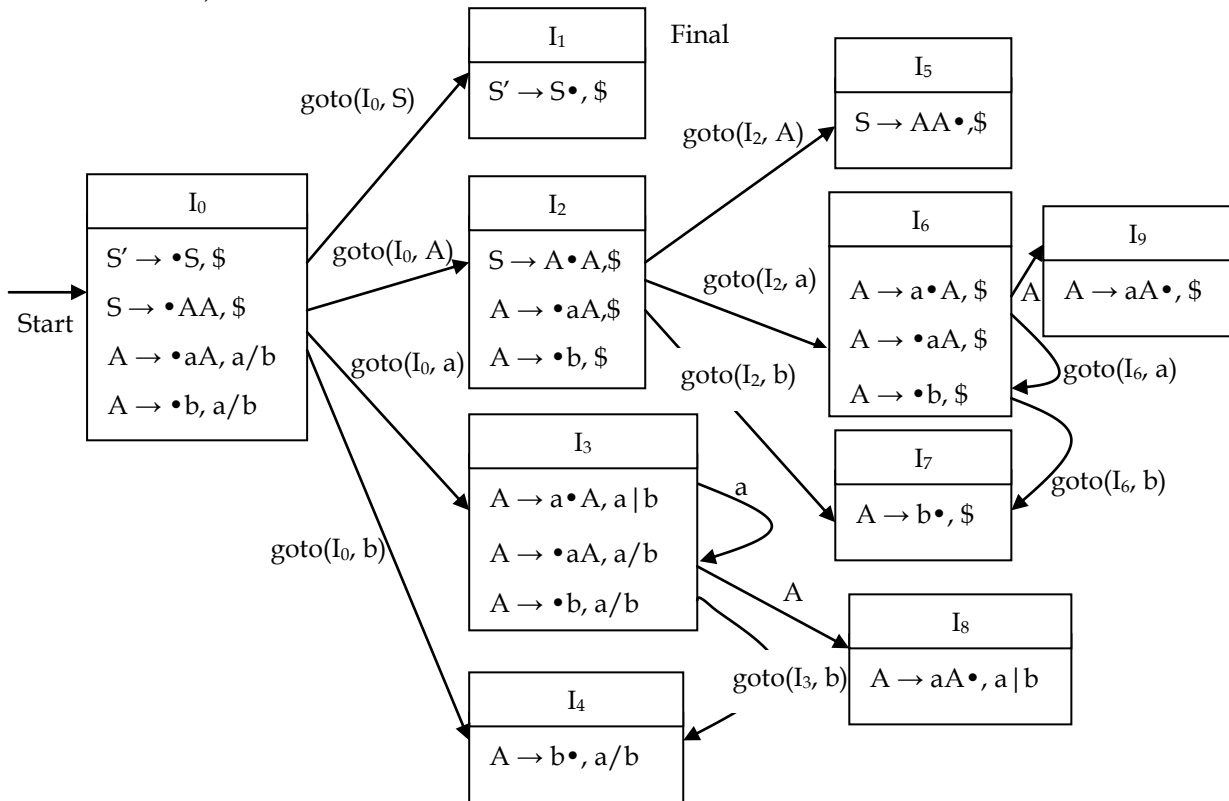 I₁
Final
S′ → S•, $
I₅
S → AA•,$
goto(I₀, S)
goto(I₂, A)
I₀
S′ → •S, $
S → •AA, $
A → •aA, a/b
A → •b, a/b
Start
goto(I₀, A)
I₂
S → A•A,$
A → •aA,$
A → •b, $
goto(I₂, a)
I₆
A → a•A, $
A → •aA, $
A → •b, $
A
I₉
A → aA•, $
goto(I₀, a)
goto(I₂, b)
goto(I₆, a)
I₃
A → a•A, a|b
A → •aA, a/b
A → •b, a/b
a
I₇
A → b•, $
goto(I₆, b)
goto(I₀, b)
A
I₈
A → aA•, a|b
goto(I₃, b)
I₄
A → b•, a/b